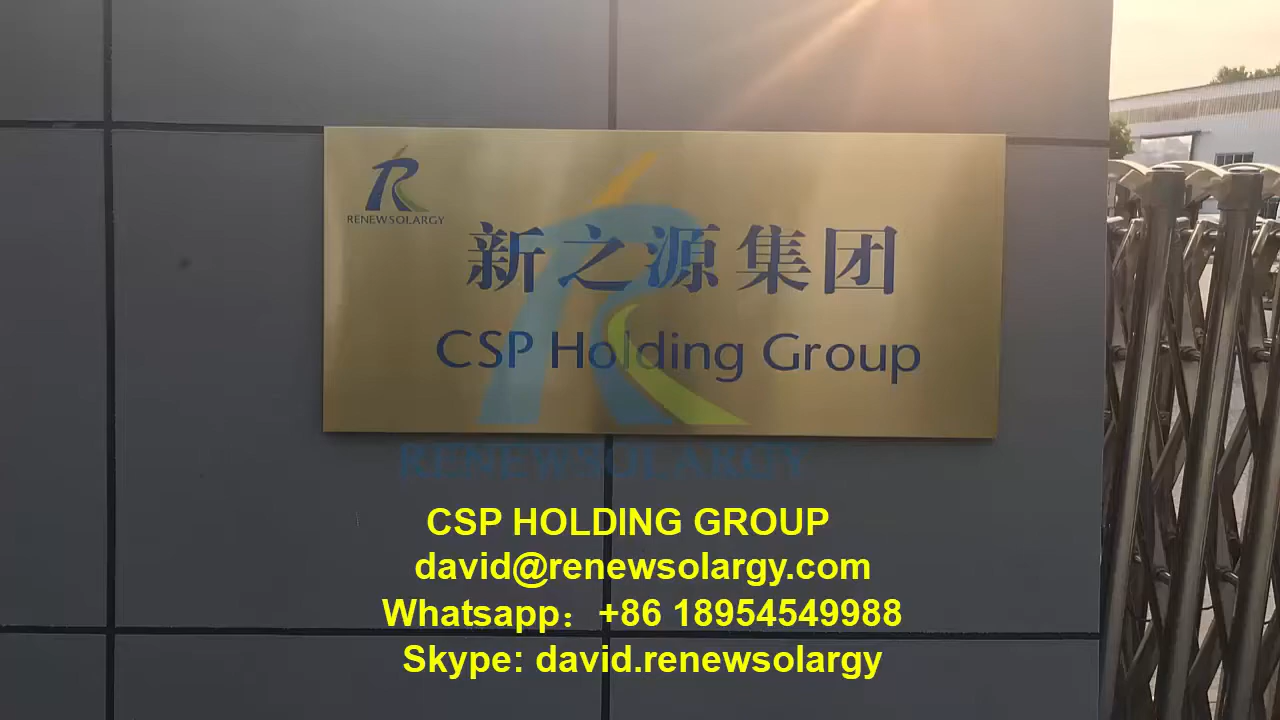 RENEWSOLARGY
新之源集团
CSP Holding Group
RENEWSOLARGY
CSP HOLDING GROUP
david@renewsolargy.com
Whatsapp：+86 18954549988
Skype: david.renewsolargy